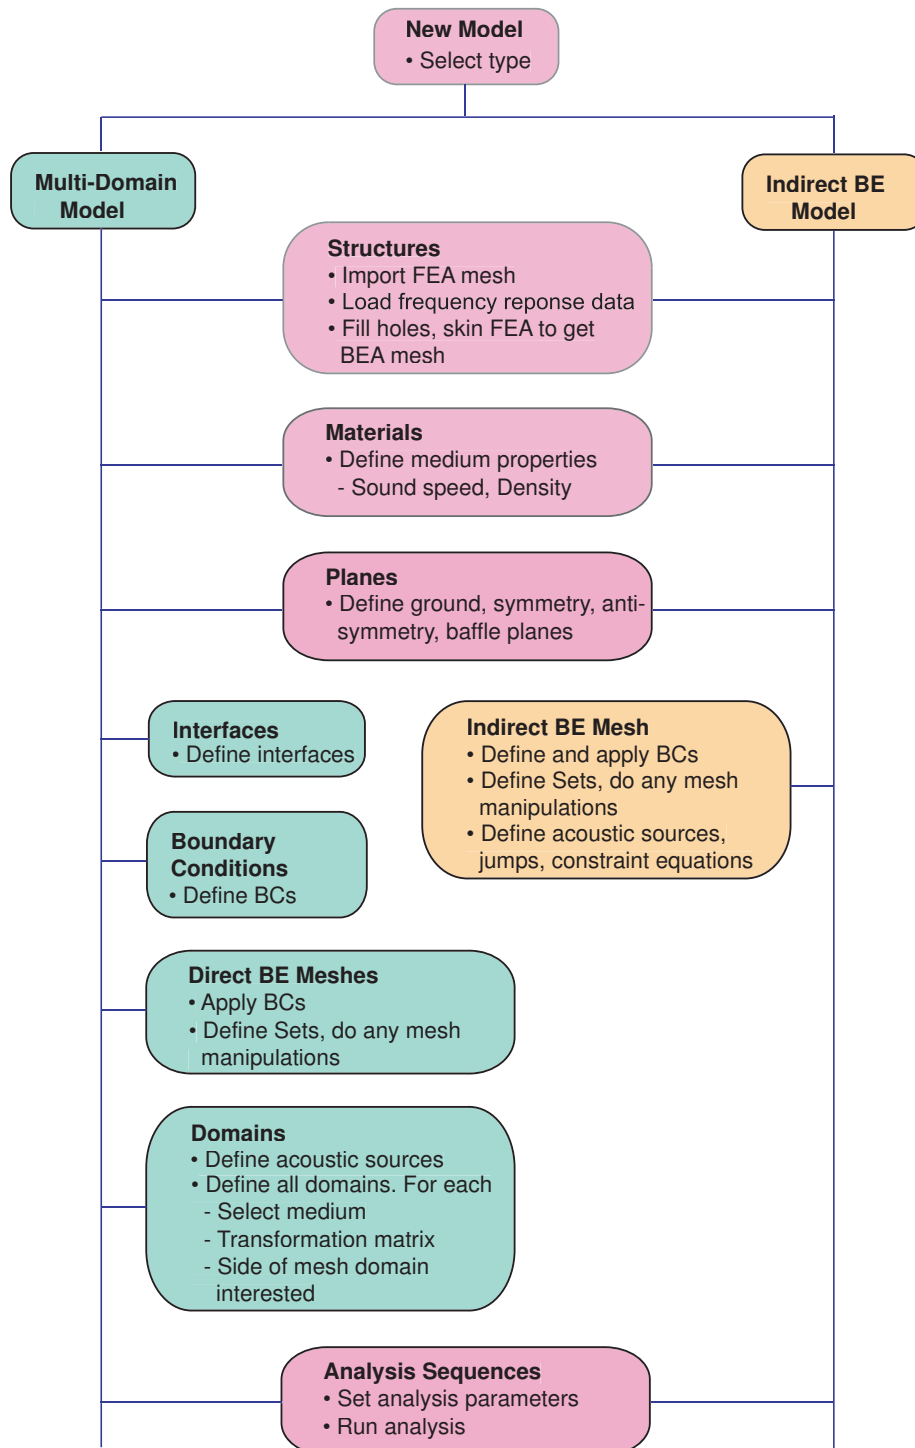 New Model
• Select type
Multi-Domain
Model
Indirect BE
Model
Structures
• Import FEA mesh
• Load frequency reponse data
• Fill holes, skin FEA to get
BEA mesh
Materials
• Define medium properties
- Sound speed, Density
Planes
• Define ground, symmetry, anti-
symmetry, baffle planes
Interfaces
• Define interfaces
Indirect BE Mesh
• Define and apply BCs
• Define Sets, do any mesh
manipulations
• Define acoustic sources,
jumps, constraint equations
Boundary
Conditions
• Define BCs
Direct BE Meshes
• Apply BCs
• Define Sets, do any mesh
manipulations
Domains
• Define acoustic sources
• Define all domains. For each
- Select medium
- Transformation matrix
- Side of mesh domain
interested
Analysis Sequences
• Set analysis parameters
• Run analysis